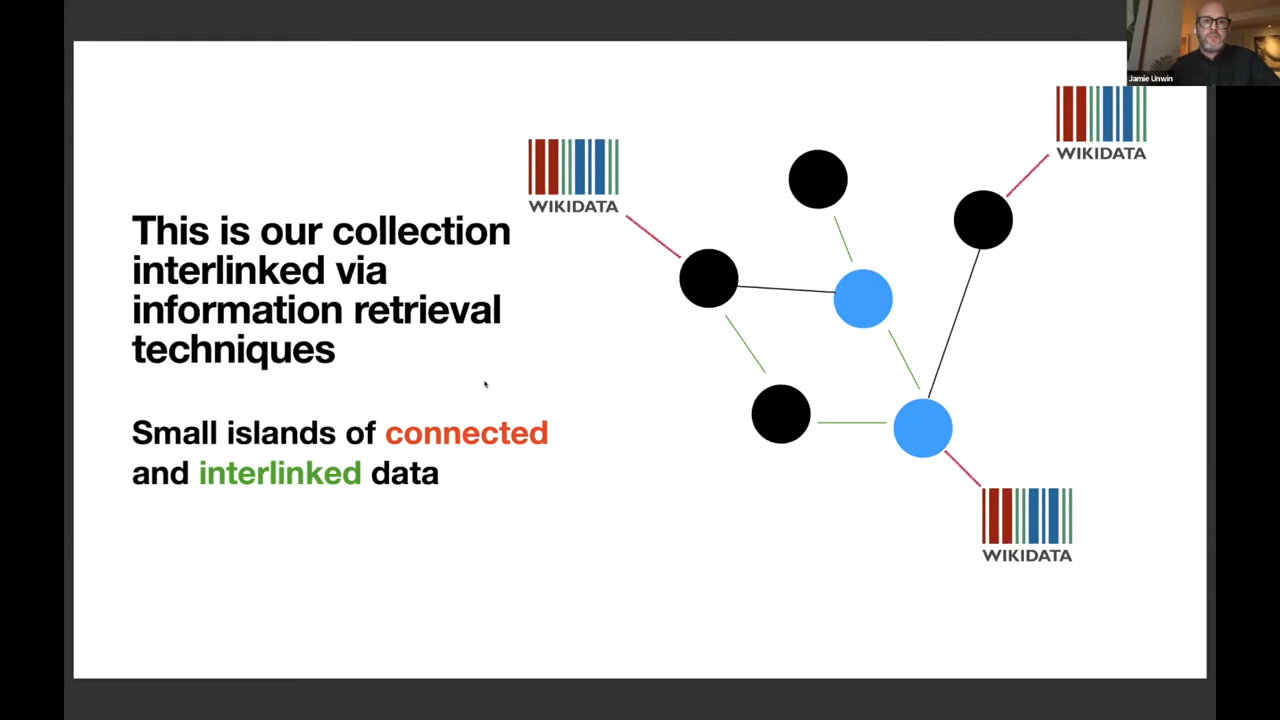 Jamie Unwin
WIKIDATA
WIKIDATA
This is our collection
interlinked via
information retrieval
techniques
Small islands of connected
and interlinked data
WIKIDATA